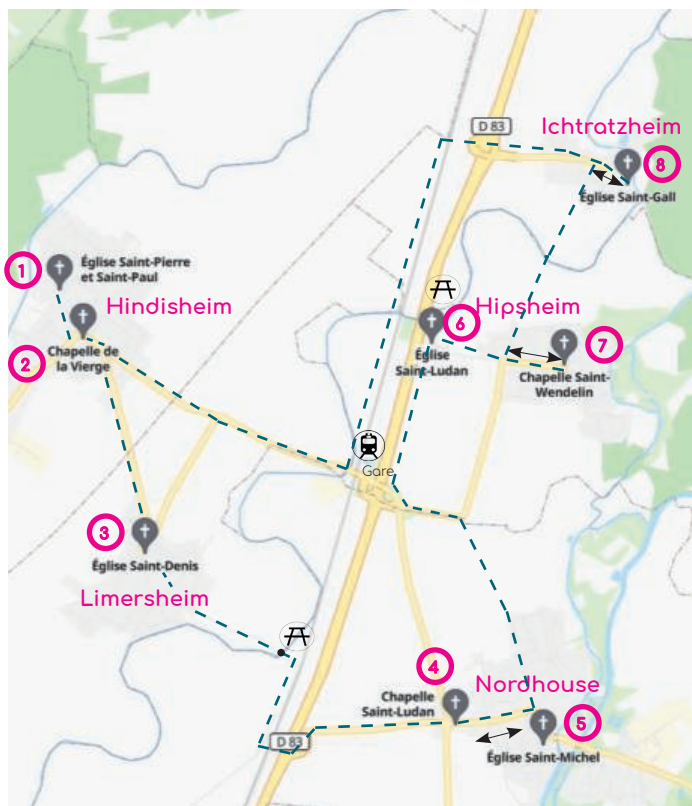 D 83
Ichtratzheim
8
Église Saint-Gall
1
Église Saint-Pierre
et Saint-Paul
Hindisheim
2
Chapelle de
la Vierge
Hipsheim
6
Église
Saint-Ludan
7
Chapelle Saint-
Wendelin
Gare
3
Église Saint-Denis
Limersheim
4
Chapelle
Saint-Ludan
Nordhouse
5
Église Saint-Michel
D 83